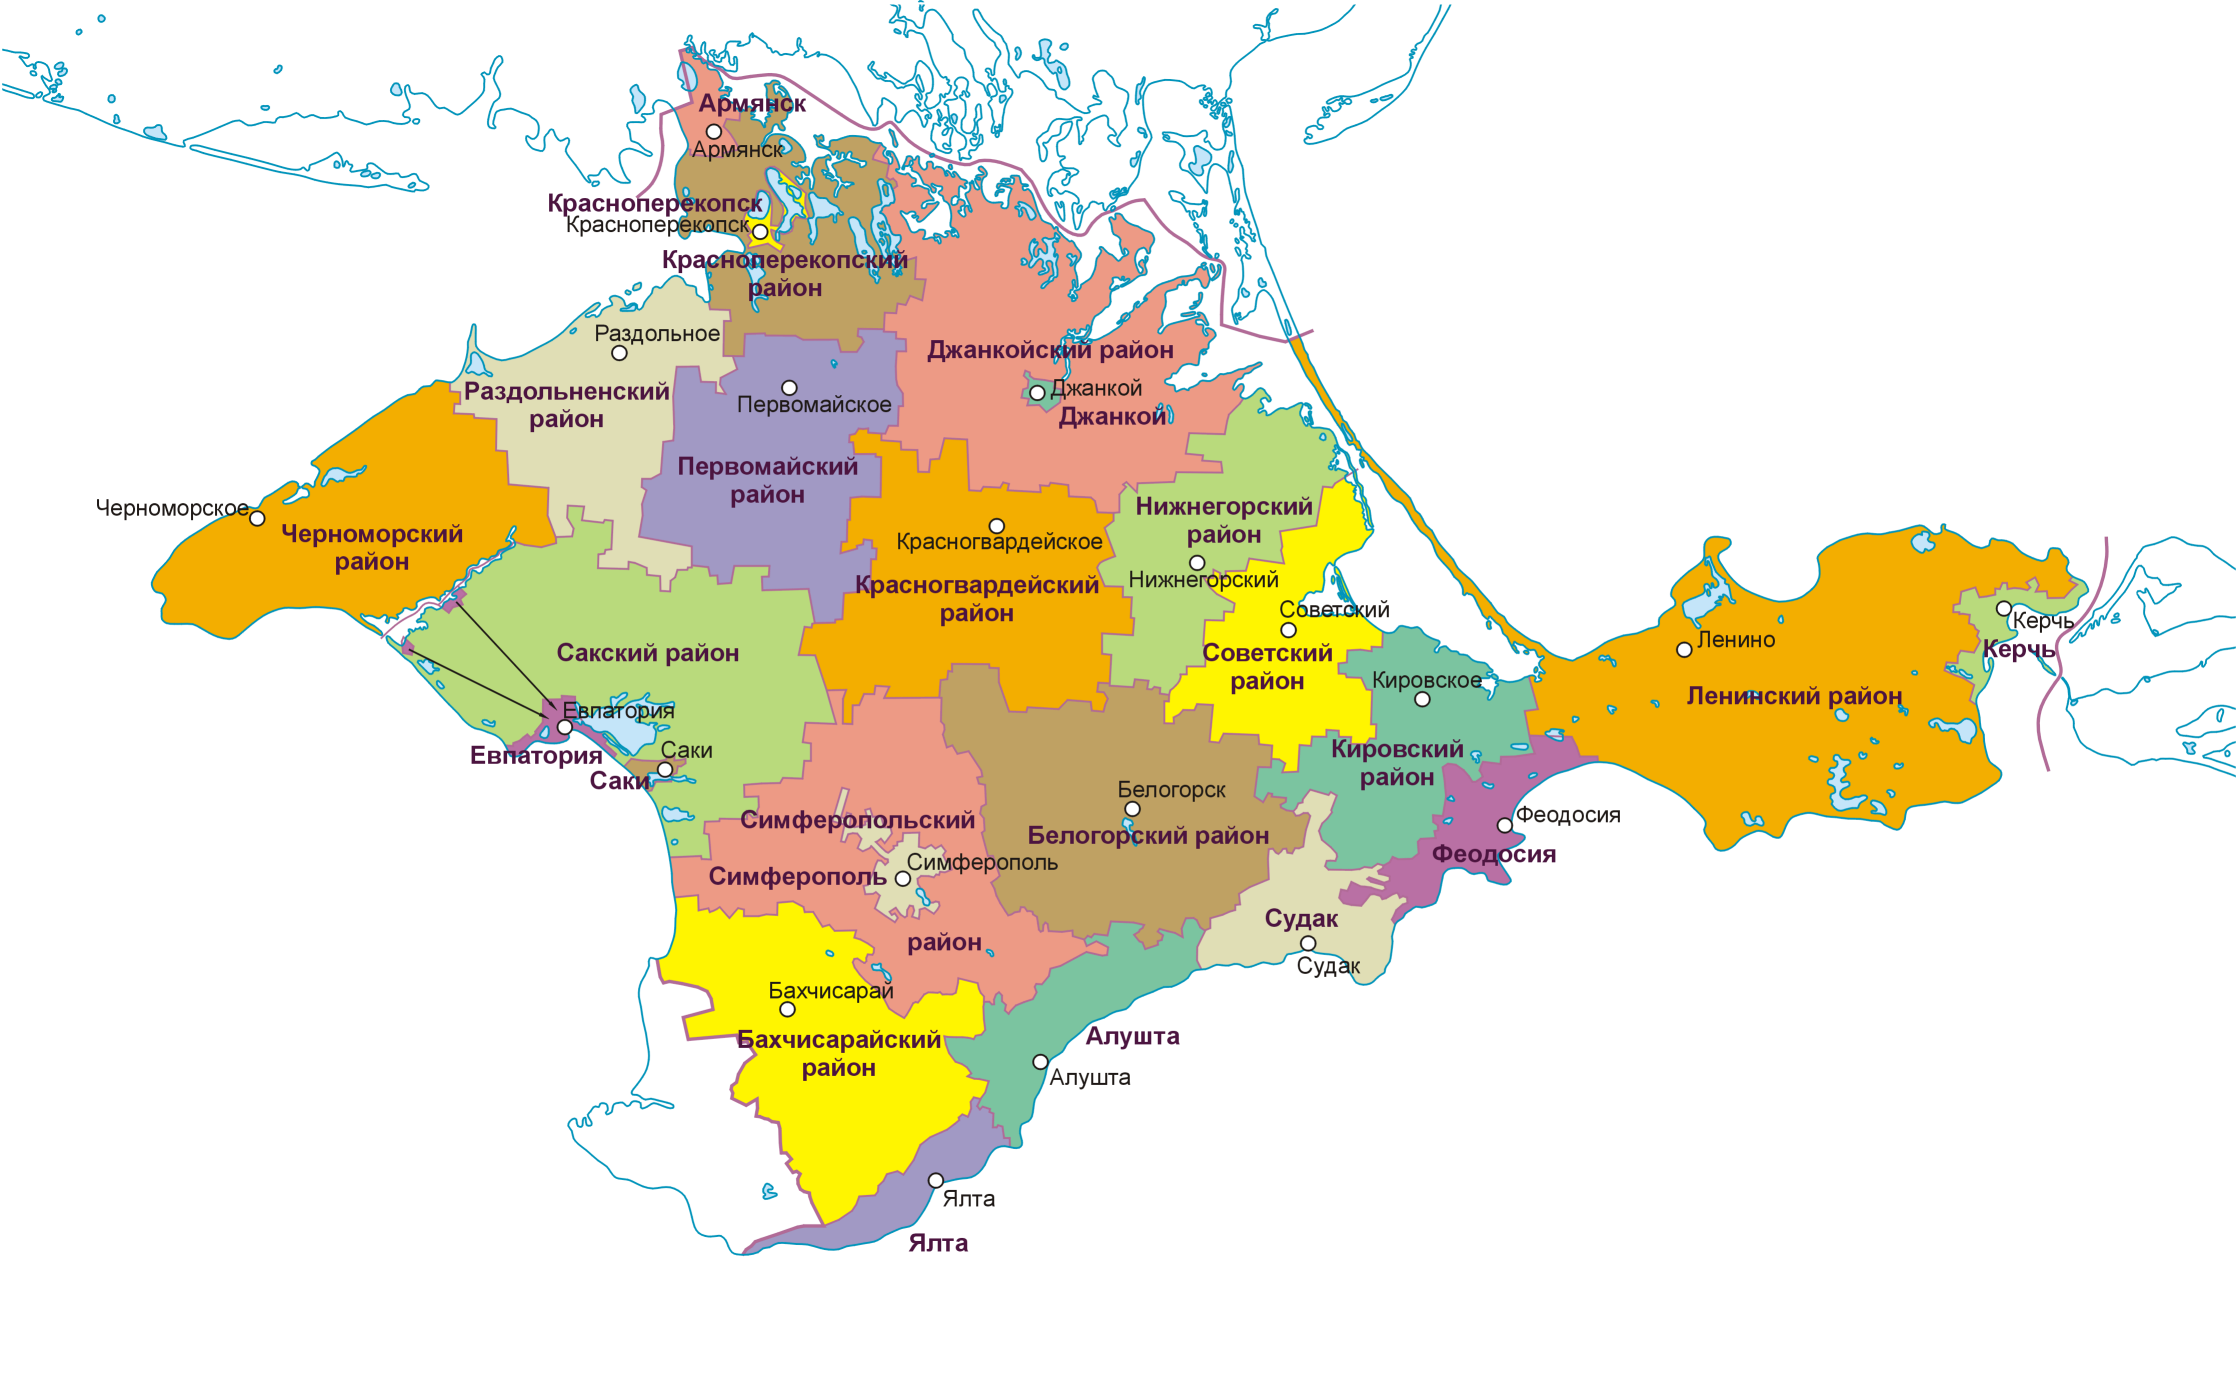 Армянск
Армянск
Красноперекопск
Красноперекопск
Красноперекопский
район
Раздольное
Джанкойский район
Раздольненский
район
Джанкой
Джанкой
Первомайское
Первомайский
район
Черноморское
Черноморский
район
Нижнегорский
район
Красногвардейское
Красногвардейский
район
Нижнегорский
Советский
Советский
район
Керчь
Керчь
Ленино
Ленинский район
Сакский район
Кировское
Кировский
район
Евпатория
Евпатория
Саки
Саки
Белогорск
Белогорский район
Феодосия
Феодосия
Симферопольский
Симферополь
Симферополь
район
Судак
Судак
Бахчисарай
Бахчисарайский
район
Алушта
Алушта
Ялта
Ялта